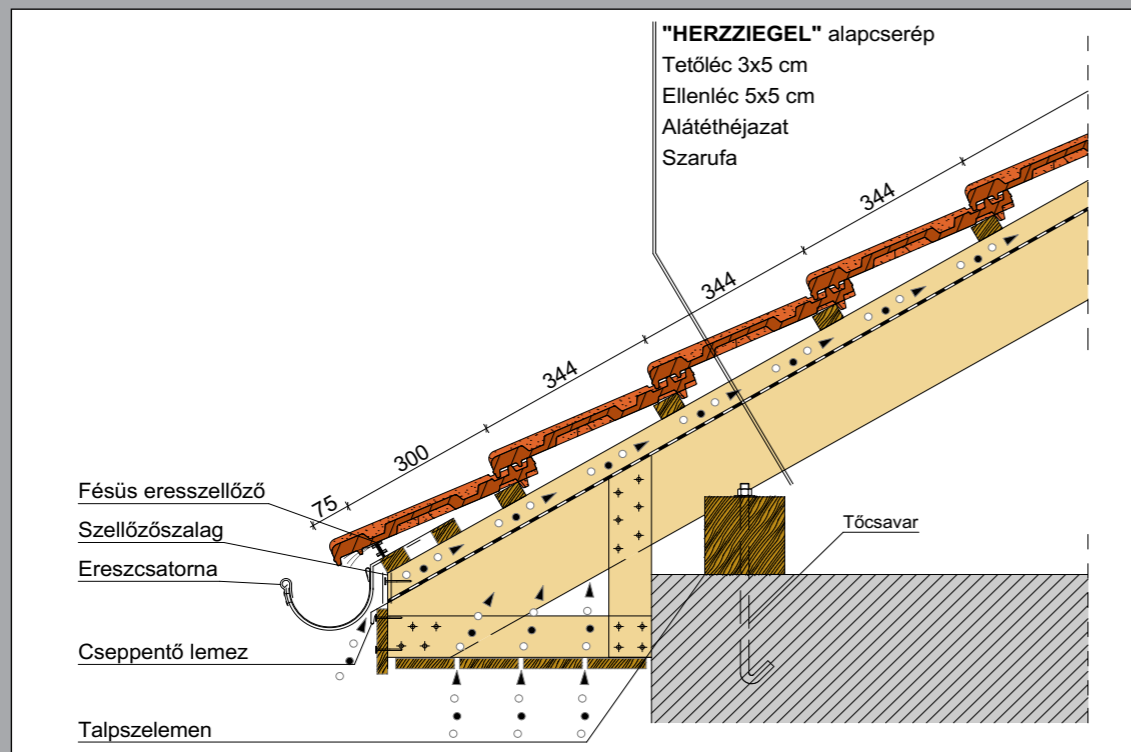 "HERZZIEGEL" alapcserép
Tetőléc 3x5 cm
Ellenléc 5x5 cm
Alátéthéjazat
Szarufa
344
344
344
300
75
Fésüs eresszellőző
Szellőzőszalag
Ereszcsatorna
Tőcsavar
Cseppentő lemez
Talpszelemen